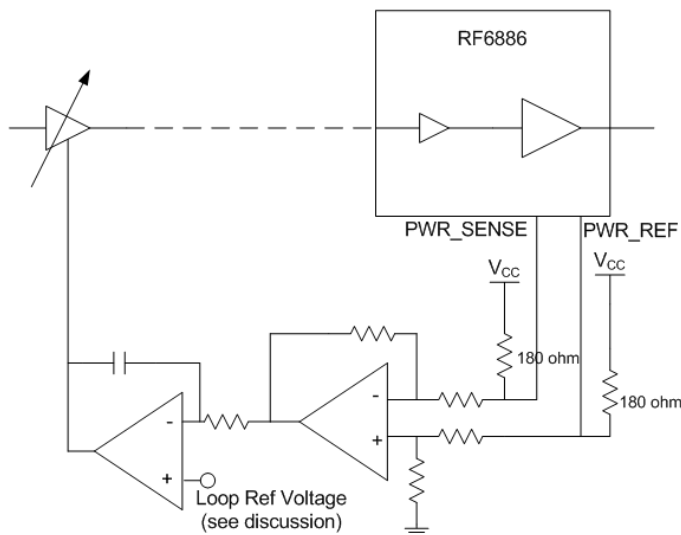 RF6886
PWR_SENSE
PWR_REF
VCC
VCC
180 ohm
180 ohm
-
+
-
+
Loop Ref Voltage
(see discussion)